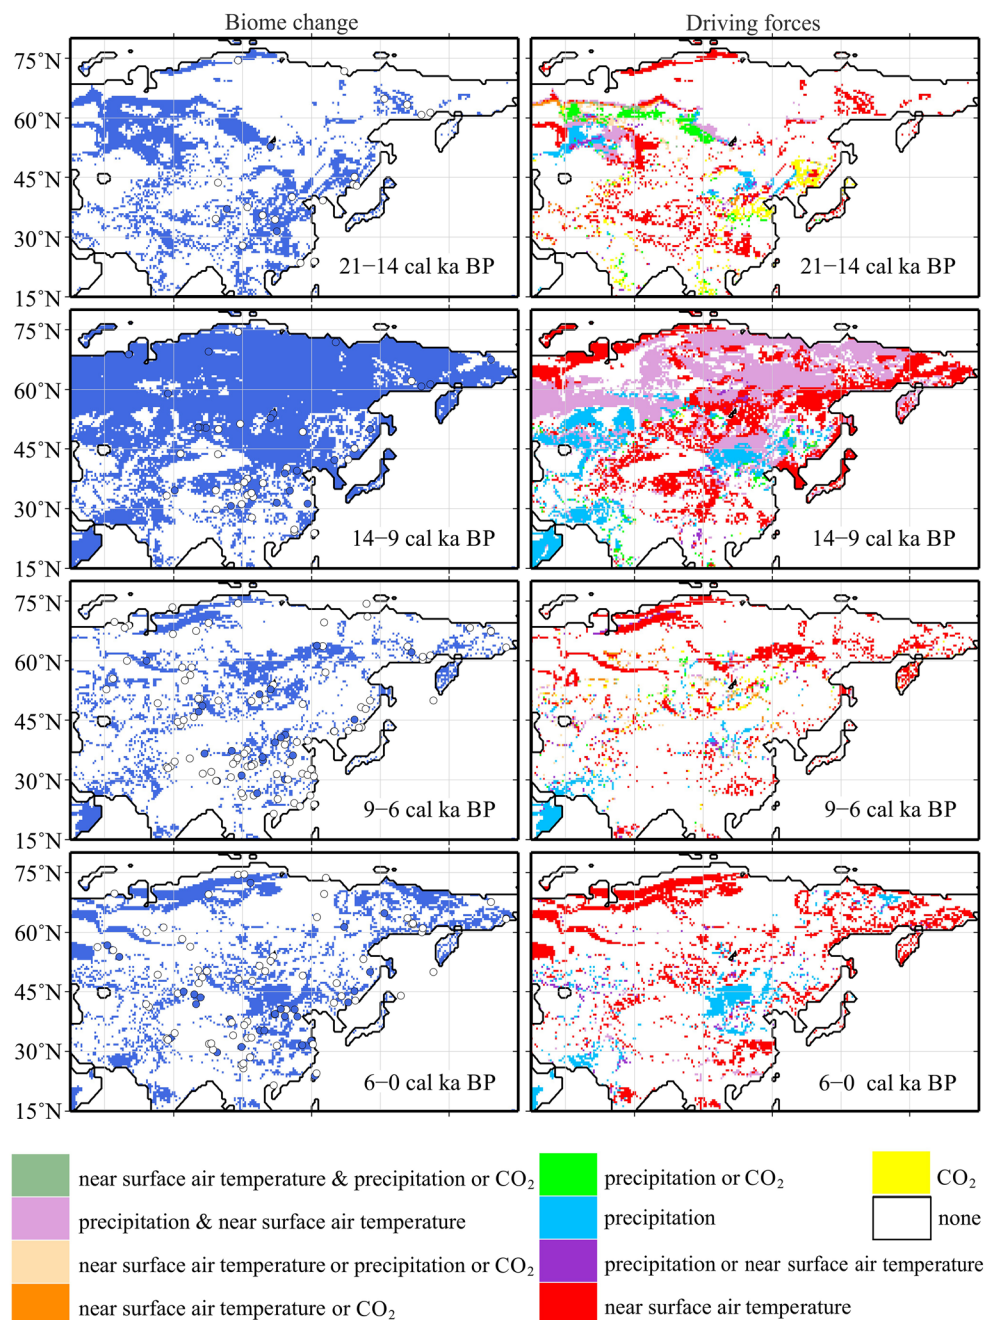 Biome change
Driving forces
75°N
60°N
45°N
30°N
15°N
21−14 cal ka BP
21−14 cal ka BP
75°N
60°N
45°N
30°N
15°N
14−9 cal ka BP
14−9 cal ka BP
75°N
60°N
45°N
30°N
15°N
9−6 cal ka BP
9−6 cal ka BP
75°N
60°N
45°N
30°N
15°N
6−0 cal ka BP
6−0 cal ka BP
near surface air temperature & precipitation or CO₂
precipitation & near surface air temperature
near surface air temperature or precipitation or CO₂
near surface air temperature or CO₂
precipitation or CO₂
precipitation
precipitation or near surface air temperature
near surface air temperature
CO₂
none